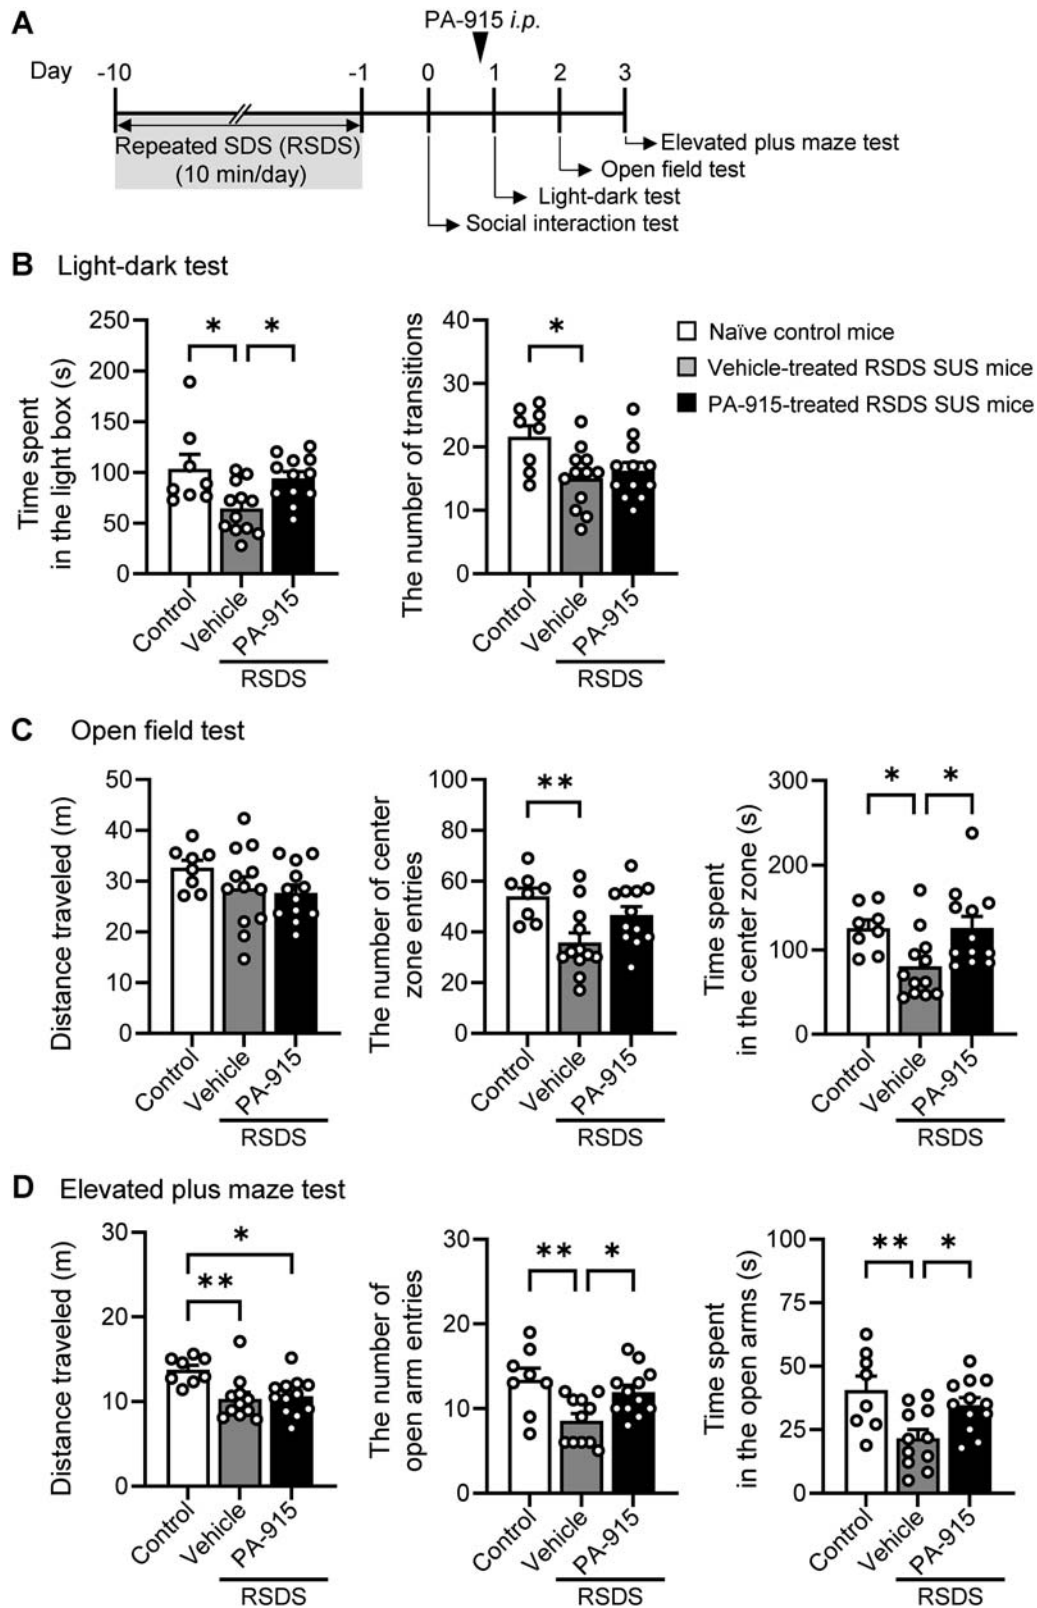 A
PA-915 i.p.
Day -10 -1 0 1 2 3
Repeated SDS (RSDS)
(10 min/day)
Elevated plus maze test
Open field test
Light-dark test
Social interaction test
B Light-dark test
Time spent
in the light box (s)
250
200
150
100
50
0
* *
Control
Vehicle
PA-915
RSDS
The number of transitions
40
30
20
10
0
*
Control
Vehicle
PA-915
RSDS
Naïve control mice
Vehicle-treated RSDS SUS mice
PA-915-treated RSDS SUS mice
C Open field test
Distance traveled (m)
50
40
30
20
10
0
Control
Vehicle
PA-915
RSDS
The number of center
zone entries
100
80
60
40
20
0
**
Control
Vehicle
PA-915
RSDS
Time spent
in the center zone (s)
300
200
100
0
* *
Control
Vehicle
PA-915
RSDS
D Elevated plus maze test
Distance traveled (m)
30
20
10
0
*
**
Control
Vehicle
PA-915
RSDS
The number of
open arm entries
30
20
10
0
** *
Control
Vehicle
PA-915
RSDS
Time spent
in the open arms (s)
100
75
50
25
0
** *
Control
Vehicle
PA-915
RSDS